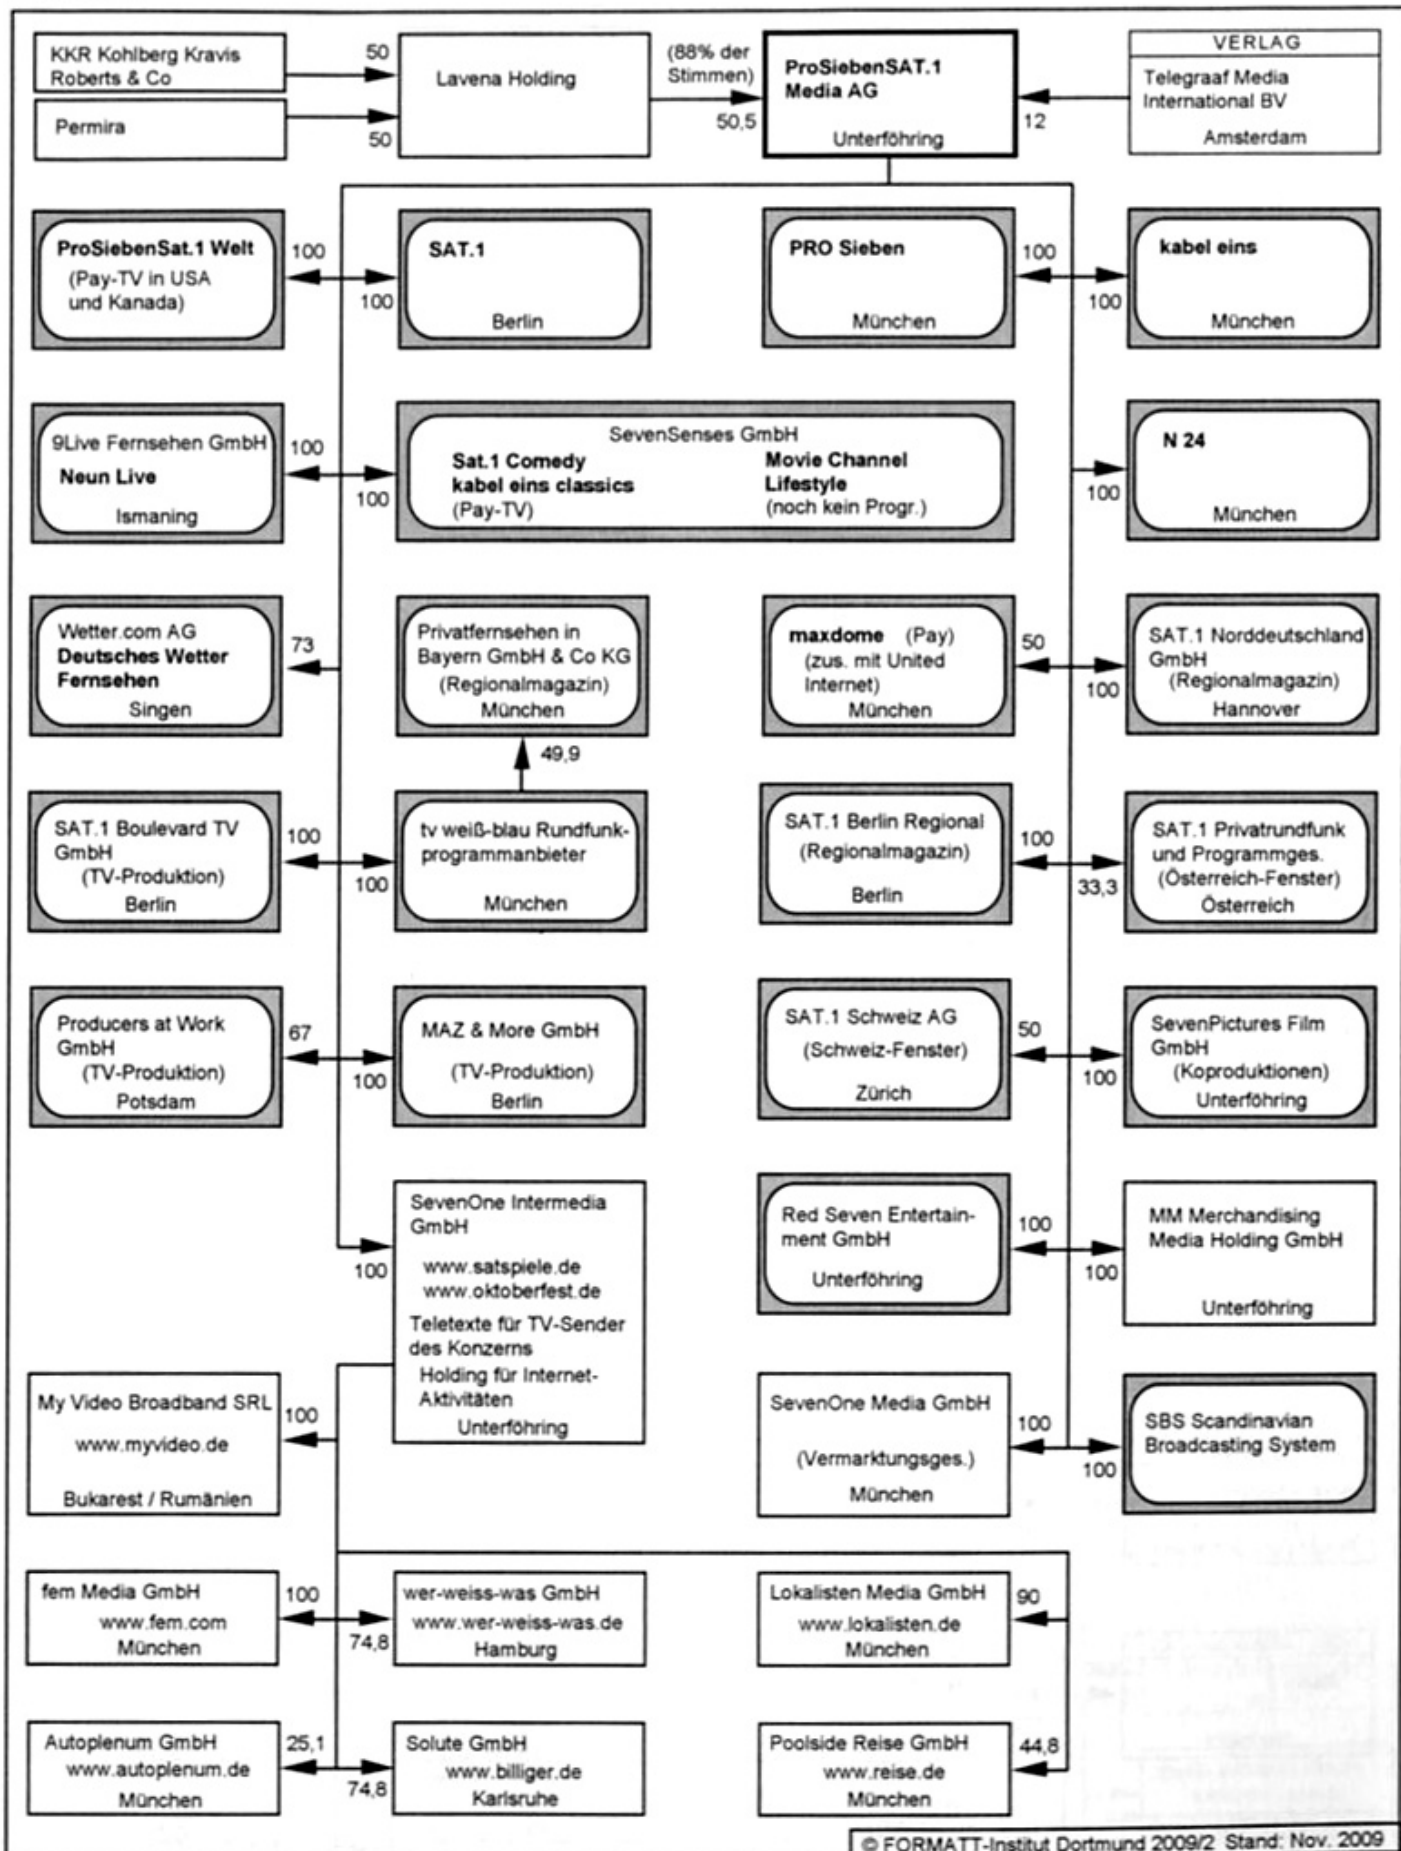 KKR Kohlberg Kravis
Roberts & Co
50
Permira
50
Lavena Holding
(88% der
Stimmen)
50,5
ProSiebenSAT.1
Media AG
Unterföhring
12
VERLAG
Telegraaf Media
International BV
Amsterdam
ProSiebenSat.1 Welt
(Pay-TV in USA
und Kanada)
100
100
SAT.1
Berlin
PRO Sieben
München
100
100
kabel eins
München
9Live Fernsehen GmbH
Neun Live
Ismaning
100
100
SevenSenses GmbH
Sat.1 Comedy
kabel eins classics
(Pay-TV)
Movie Channel
Lifestyle
(noch kein Progr.)
100
N 24
München
Wetter.com AG
Deutsches Wetter
Fernsehen
Singen
73
Privatfernsehen in
Bayern GmbH & Co KG
(Regionalmagazin)
München
49,9
maxdome (Pay)
(zus. mit United
Internet)
München
50
100
SAT.1 Norddeutschland
GmbH
(Regionalmagazin)
Hannover
SAT.1 Boulevard TV
GmbH
(TV-Produktion)
Berlin
100
100
tv weiß-blau Rundfunk-
programmanbieter
München
SAT.1 Berlin Regional
(Regionalmagazin)
Berlin
100
33,3
SAT.1 Privatrundfunk
und Programmges.
(Österreich-Fenster)
Österreich
Producers at Work
GmbH
(TV-Produktion)
Potsdam
67
100
MAZ & More GmbH
(TV-Produktion)
Berlin
SAT.1 Schweiz AG
(Schweiz-Fenster)
Zürich
50
100
SevenPictures Film
GmbH
(Koproduktionen)
Unterföhring
100
SevenOne Intermedia
GmbH
www.satspiele.de
www.oktoberfest.de
Teletexte für TV-Sender
des Konzerns
Holding für Internet-
Aktivitäten
Unterföhring
Red Seven Entertain-
ment GmbH
Unterföhring
100
100
MM Merchandising
Media Holding GmbH
Unterföhring
My Video Broadband SRL
www.myvideo.de
Bukarest / Rumänien
100
SevenOne Media GmbH
(Vermarktungsges.)
München
100
100
SBS Scandinavian
Broadcasting System
fem Media GmbH
www.fem.com
München
100
74,8
wer-weiss-was GmbH
www.wer-weiss-was.de
Hamburg
Lokalisten Media GmbH
www.lokalisten.de
München
90
Autoplenum GmbH
www.autoplenum.de
München
25,1
74,8
Solute GmbH
www.billiger.de
Karlsruhe
Poolside Reise GmbH
www.reise.de
München
44,8
© FORMATT-Institut Dortmund 2009/2 Stand: Nov. 2009